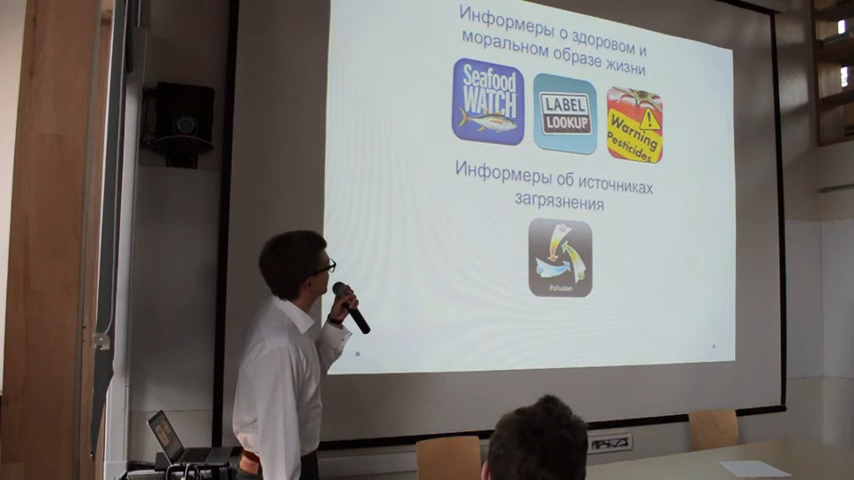 Информеры о здоровом и
моральном образе жизни
Seafood
WATCH
LABEL
LOOKUP
Warning
Pesticides
Информеры об источниках
загрязнения
Pollution